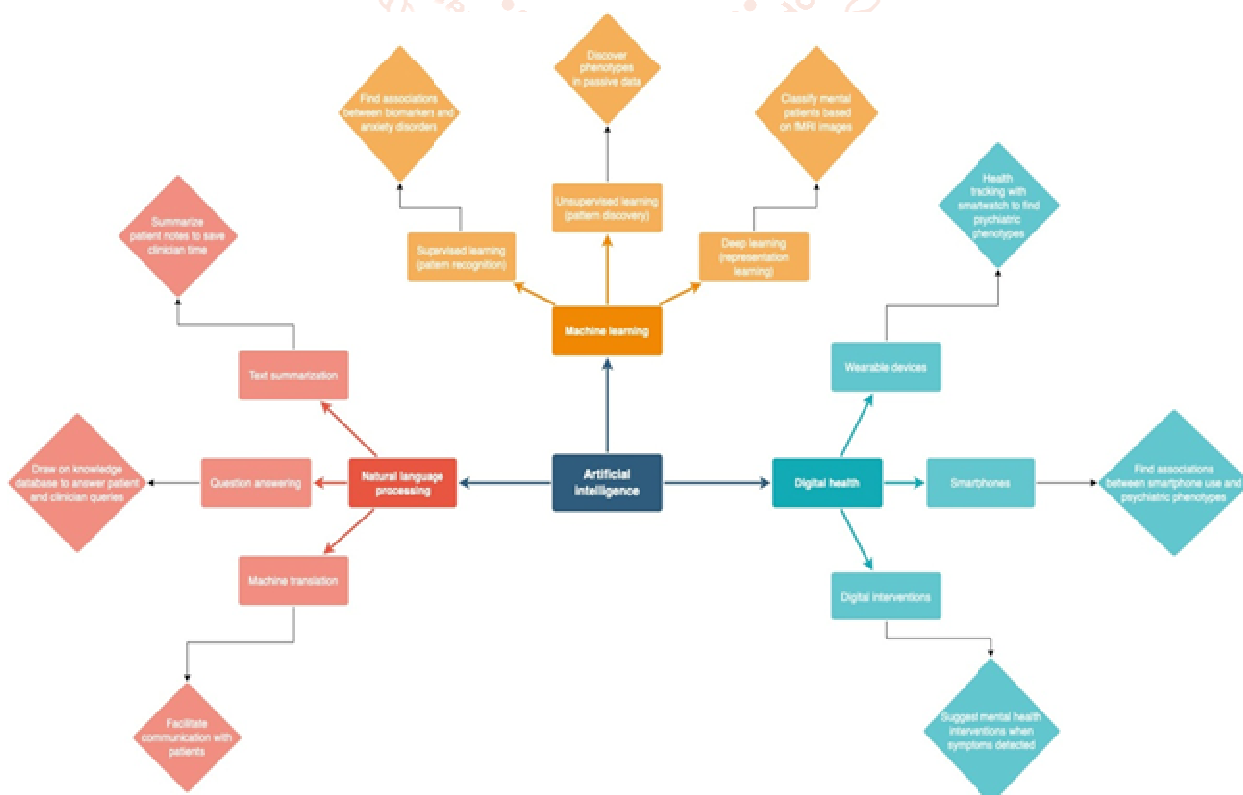 Discover
phenotypes
in passive data
Find associations
between biomarkers and
anxiety disorders
Classify mental
patients based
on fMRI images
Unsupervised learning
(pattern discovery)
Supervised learning
(pattern recognition)
Deep learning
(representation
learning)
Machine learning
Health
tracking with
smartwatch to find
psychiatric
phenotypes
Summarize
patient notes to save
clinician time
Text summarization
Wearable devices
Draw on knowledge
database to answer patient
and clinician queries
Question answering
Natural language
processing
Artificial
intelligence
Digital health
Smartphones
Find associations
between smartphone use and
psychiatric phenotypes
Machine translation
Digital interventions
Facilitate
communication with
patients
Suggest mental health
interventions when
symptoms detected